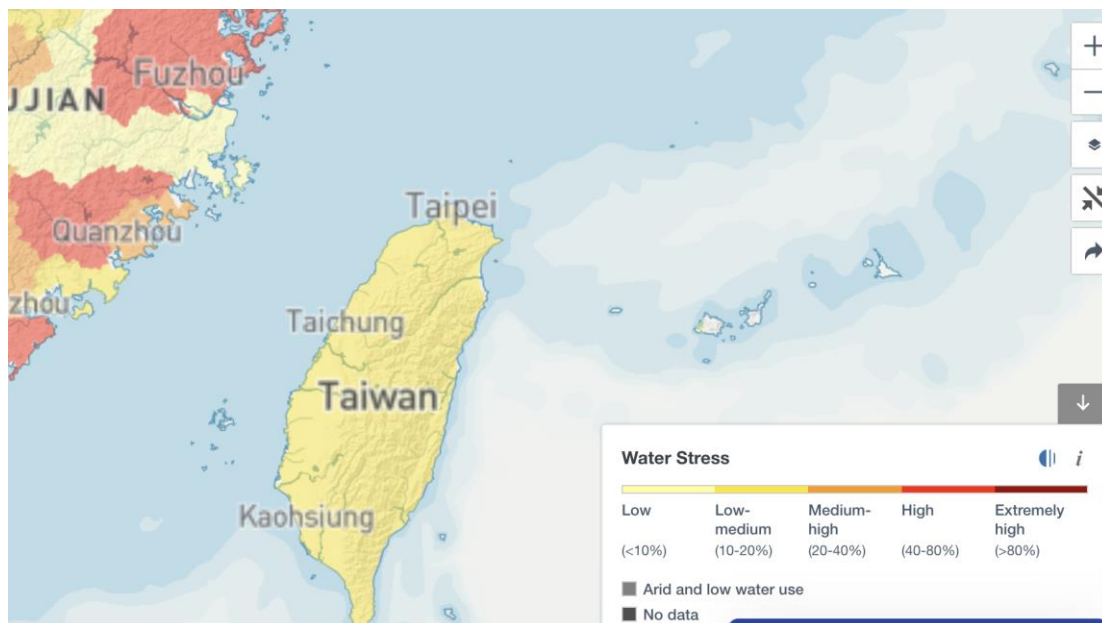 Fuzhou
UJIAN
Taipei
Quanzhou
zhou
Taichung
Taiwan
Kaohsiung
Water Stress
i
Low
Low-
medium
Medium-
high
High
Extremely
high
(<10%)
(10-20%)
(20-40%)
(40-80%)
(>80%)
Arid and low water use
No data